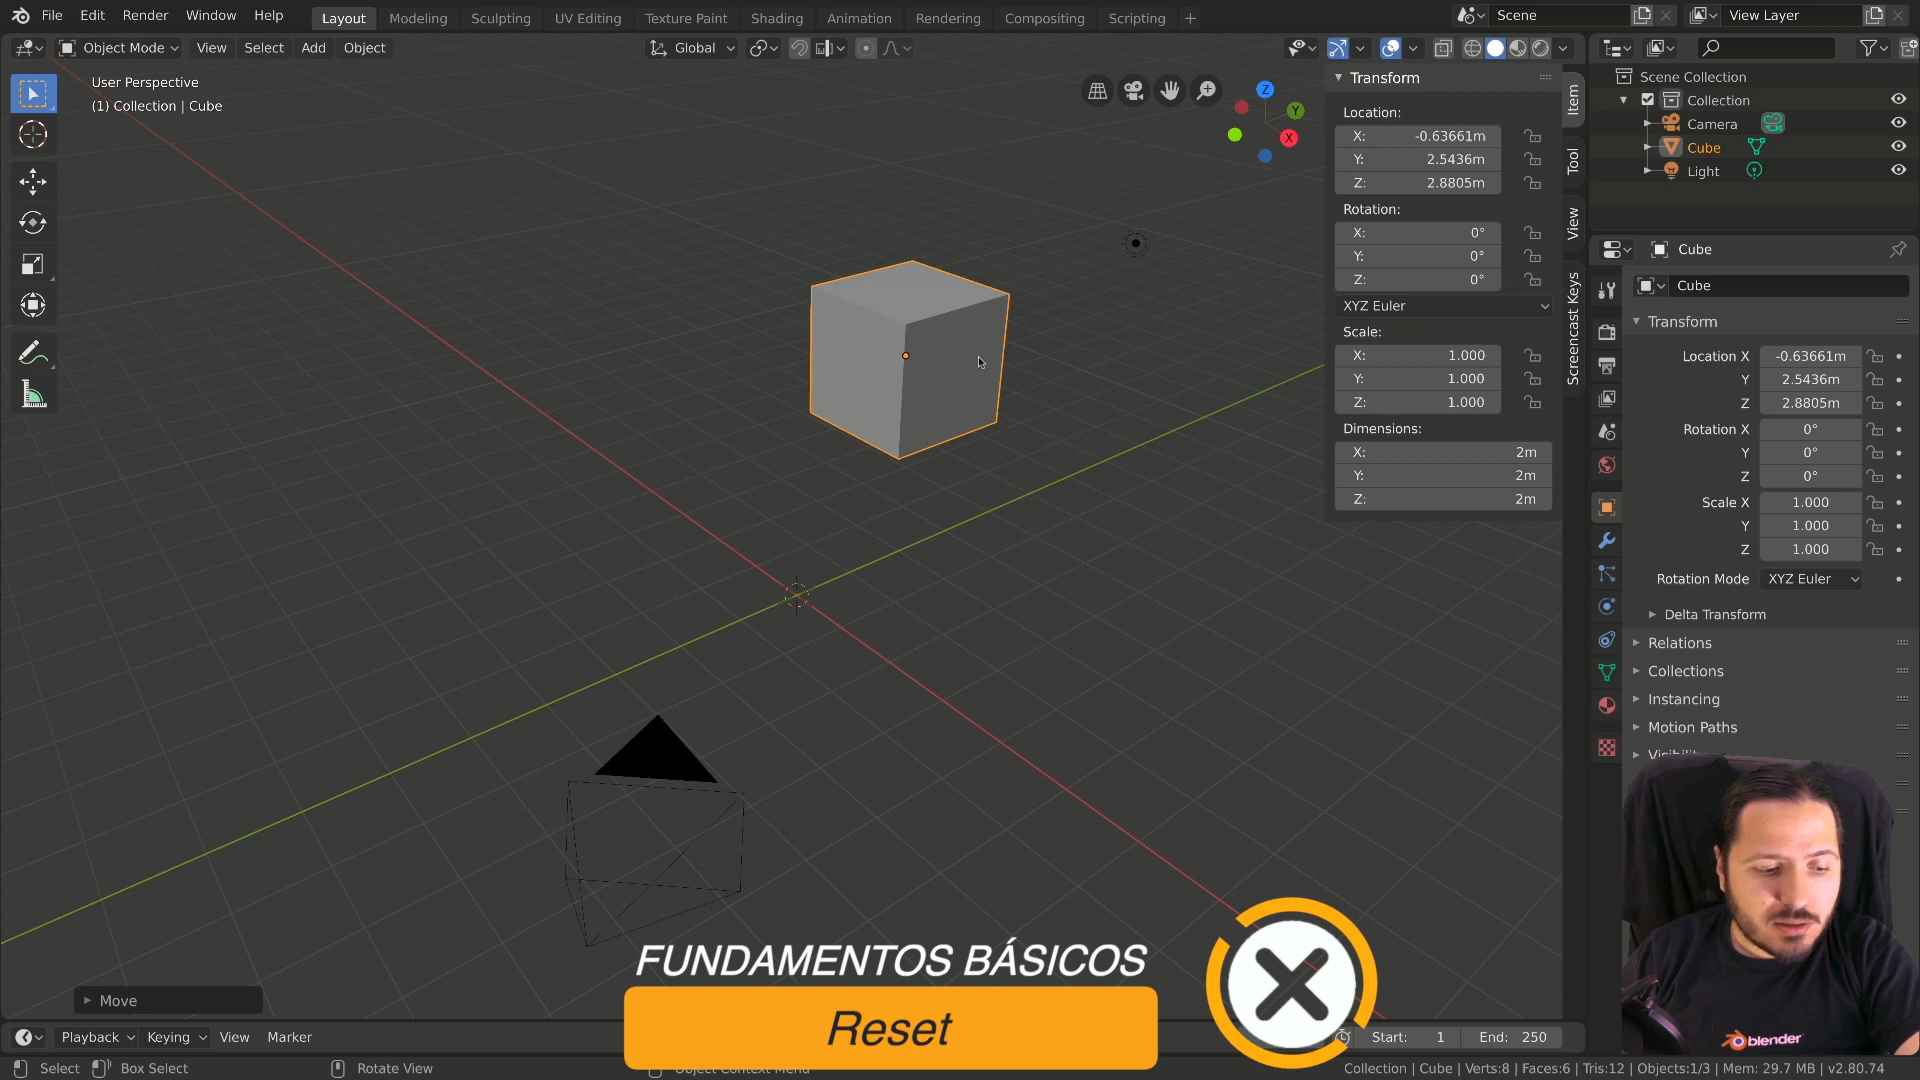 File Edit Render Window Help
Layout Modeling Sculpting UV Editing Texture Paint Shading Animation Rendering Compositing Scripting +
Scene
View Layer
Object Mode View Select Add Object
Global
User Perspective
(1) Collection | Cube
Z
Y
X
Transform
Location:
X: -0.63661m
Y: 2.5436m
Z: 2.8805m
Rotation:
X: 0°
Y: 0°
Z: 0°
XYZ Euler
Scale:
X: 1.000
Y: 1.000
Z: 1.000
Dimensions:
X: 2m
Y: 2m
Z: 2m
Item
Tool
View
Screencast Keys
Scene Collection
Collection
Camera
Cube
Light
Cube
Cube
Transform
Location X -0.63661m
Y 2.5436m
Z 2.8805m
Rotation X 0°
Y 0°
Z 0°
Scale X 1.000
Y 1.000
Z 1.000
Rotation Mode XYZ Euler
Delta Transform
Relations
Collections
Instancing
Motion Paths
Visibility
blender
FUNDAMENTOS BÁSICOS
Reset
Move
Playback Keying View Marker
Start: 1 End: 250
Select Box Select Rotate View Object Context Menu
Collection | Cube | Verts:8 | Faces:6 | Tris:12 | Objects:1/3 | Mem: 29.7 MB | v2.80.74